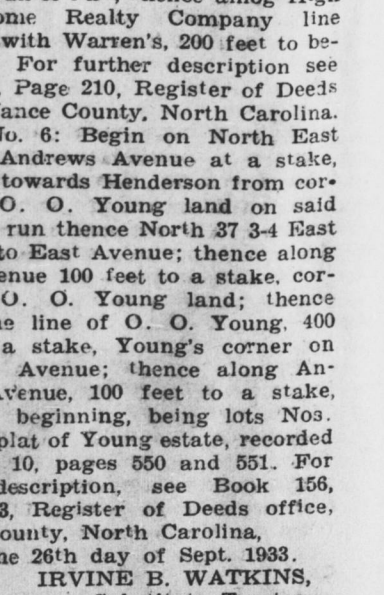 ome Realty Company line
with Warren's, 200 feet to be-
For further description see
Page 210, Register of Deeds
ance County, North Carolina.
No. 6: Begin on North East
Andrews Avenue at a stake,
towards Henderson from cor-
O. O. Young land on said
run thence North 37 3-4 East
to East Avenue; thence along
enue 100 feet to a stake, cor-
O. O. Young land; thence
e line of O. O. Young, 400
a stake, Young's corner on
Avenue; thence along An-
Avenue, 100 feet to a stake,
beginning, being lots Nos.
plat of Young estate, recorded
10, pages 550 and 551. For
description, see Book 156,
3, Register of Deeds office,
ounty, North Carolina,
he 26th day of Sept. 1933.
IRVINE B. WATKINS,